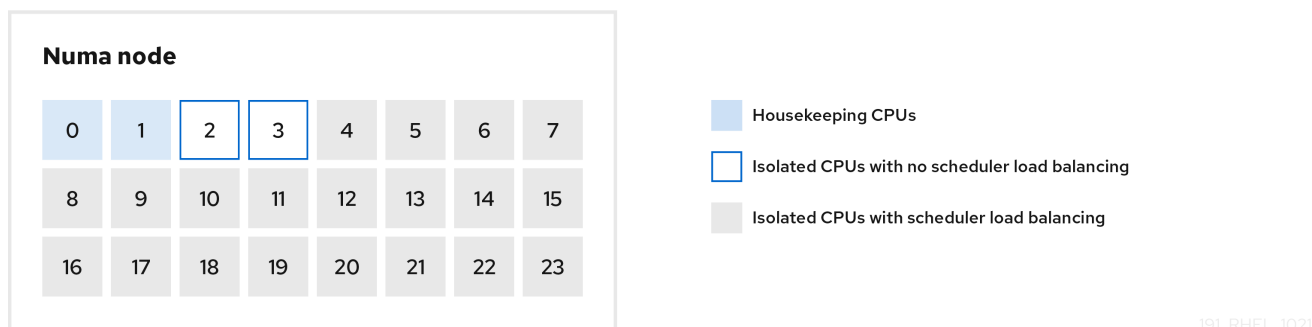 Numa node
0 1 2 3 4 5 6 7
8 9 10 11 12 13 14 15
16 17 18 19 20 21 22 23
Housekeeping CPUs
Isolated CPUs with no scheduler load balancing
Isolated CPUs with scheduler load balancing
191_RHEL_1021